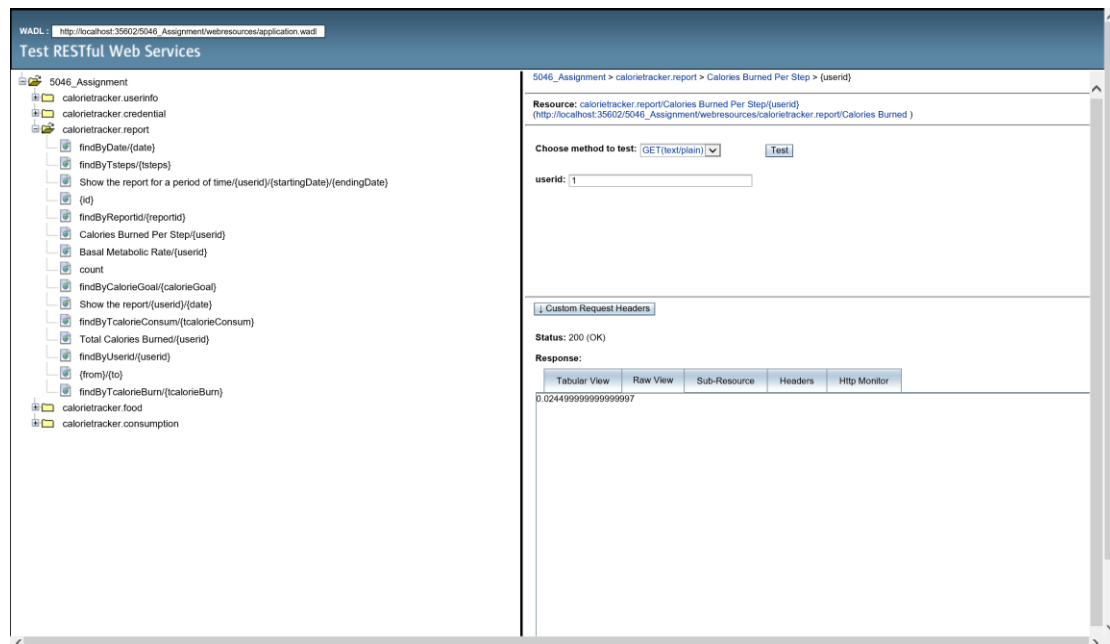 WADL : http://localhost:35602/5046_Assignment/webresources/application.wadl
Test RESTful Web Services
5046_Assignment
calorietracker.userinfo
calorietracker.credential
calorietracker.report
findByDate/{date}
findByTsteps/{tsteps}
Show the report for a period of time/{userid}/{startingDate}/{endingDate}
{id}
findByReportid/{reportid}
Calories Burned Per Step/{userid}
Basal Metabolic Rate/{userid}
count
findByCalorieGoal/{calorieGoal}
Show the report/{userid}/{date}
findByTcalorieConsum/{tcalorieConsum}
Total Calories Burned/{userid}
findByUserid/{userid}
{from}/{to}
findByTcalorieBurn/{tcalorieBurn}
calorietracker.food
calorietracker.consumption
5046_Assignment > calorietracker.report > Calories Burned Per Step > {userid}
Resource: calorietracker.report/Calories Burned Per Step/{userid}
(http://localhost:35602/5046_Assignment/webresources/calorietracker.report/Calories Burned )
Choose method to test: GET(text/plain) Test
userid: 1
↓ Custom Request Headers
Status: 200 (OK)
Response:
Tabular View Raw View Sub-Resource Headers Http Monitor
0.024499999999999997